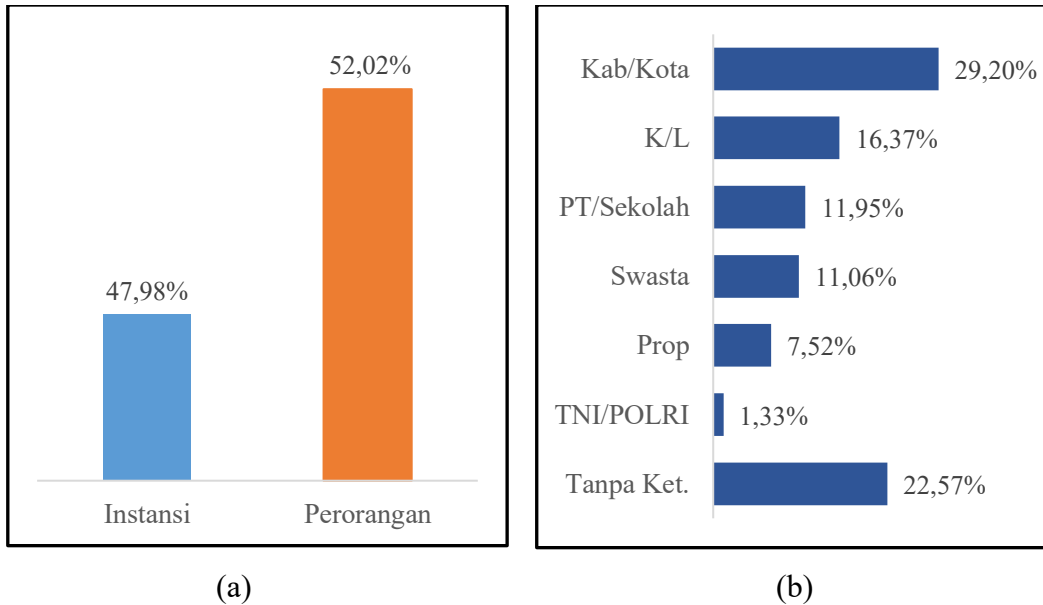 52,02%
47,98%
Instansi Perorangan
(a)
Kab/Kota 29,20%
K/L 16,37%
PT/Sekolah 11,95%
Swasta 11,06%
Prop 7,52%
TNI/POLRI 1,33%
Tanpa Ket. 22,57%
(b)